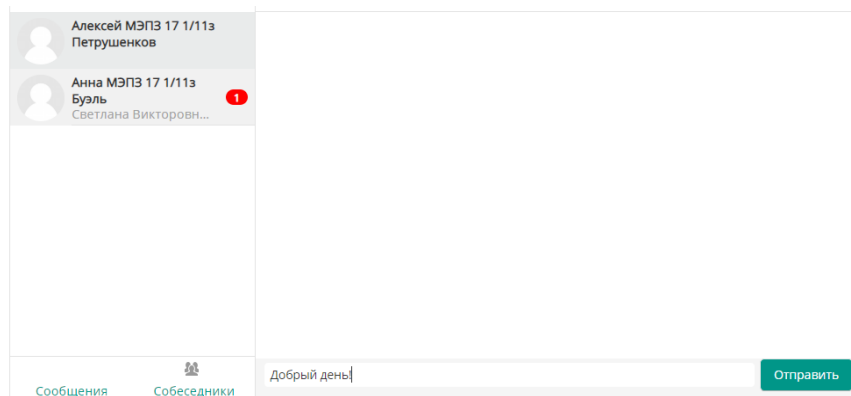 Алексей МЭПЗ 17 1/11з
Петрушенков
Анна МЭПЗ 17 1/11з
Буэль
1
Светлана Викторовн...
Добрый день!
Отправить
Сообщения
Собеседники